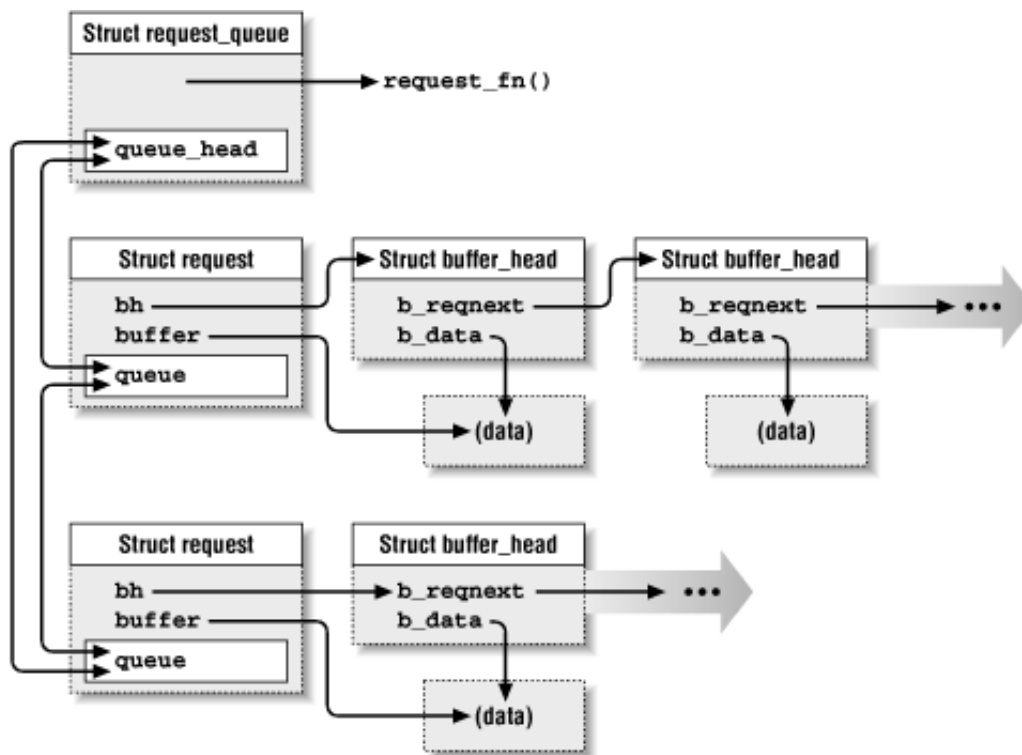 Struct request_queue
request_fn()
queue_head
Struct request
bh
buffer
queue
Struct buffer_head
b_reqnext
b_data
(data)
Struct buffer_head
b_reqnext
•••
b_data
(data)
Struct request
bh
buffer
queue
Struct buffer_head
b_reqnext
•••
b_data
(data)